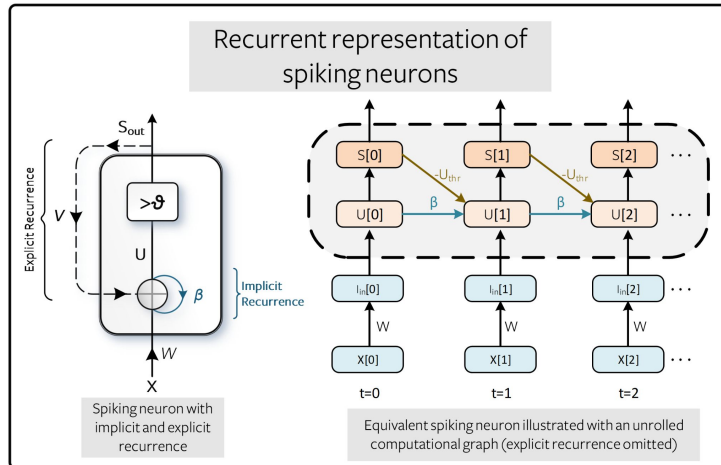 Recurrent representation of
spiking neurons
Explicit Recurrence
S_out
V
>ϑ
U
β
Implicit
Recurrence
W
X
Spiking neuron with
implicit and explicit
recurrence
S[0] S[1] S[2] ···
-U_thr -U_thr
U[0] β U[1] β U[2] ···
I_in[0] I_in[1] I_in[2] ···
W W W
X[0] X[1] X[2] ···
t=0 t=1 t=2
Equivalent spiking neuron illustrated with an unrolled
computational graph (explicit recurrence omitted)